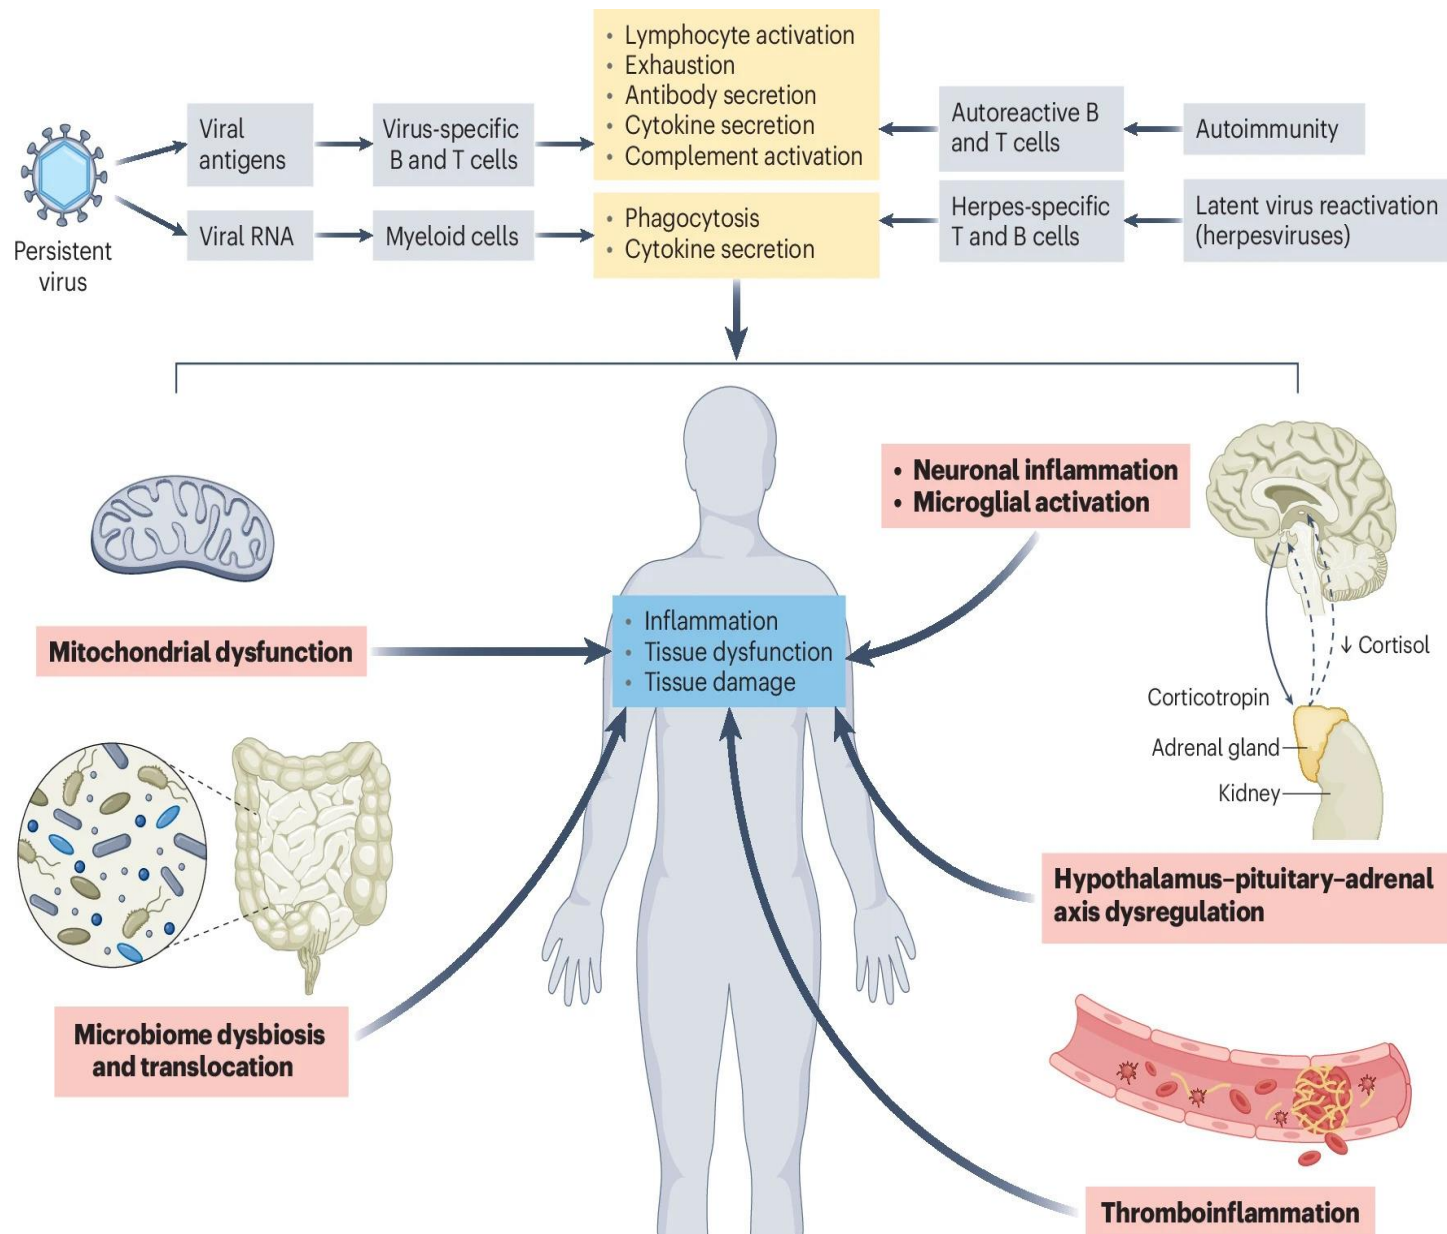 • Lymphocyte activation
• Exhaustion
• Antibody secretion
• Cytokine secretion
• Complement activation
Viral
antigens
Virus-specific
B and T cells
Autoreactive B
and T cells
Autoimmunity
Persistent
virus
Viral RNA
Myeloid cells
• Phagocytosis
• Cytokine secretion
Herpes-specific
T and B cells
Latent virus reactivation
(herpesviruses)
• Neuronal inflammation
• Microglial activation
Mitochondrial dysfunction
• Inflammation
• Tissue dysfunction
• Tissue damage
↓ Cortisol
Corticotropin
Adrenal gland
Kidney
Hypothalamus–pituitary–adrenal
axis dysregulation
Microbiome dysbiosis
and translocation
Thromboinflammation